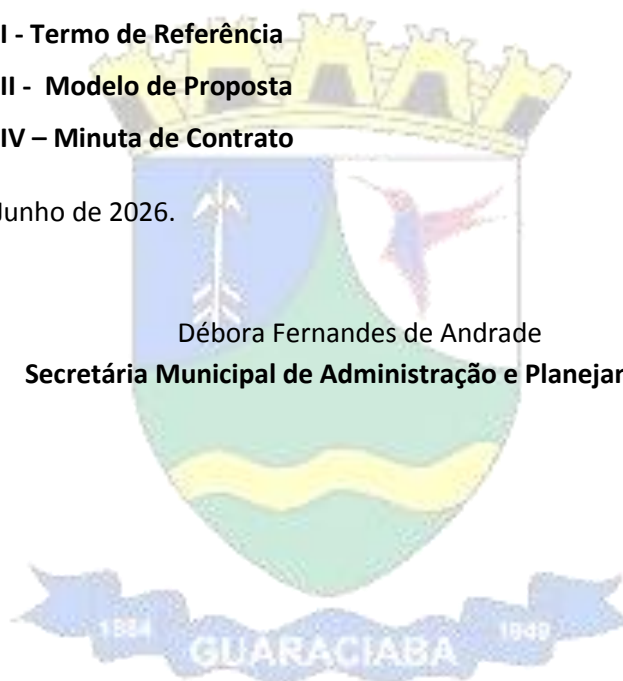 I - Termo de Referência
II - Modelo de Proposta
IV – Minuta de Contrato
Junho de 2026.
Débora Fernandes de Andrade
Secretária Municipal de Administração e Planejar
1884 GUARACIABA 1949